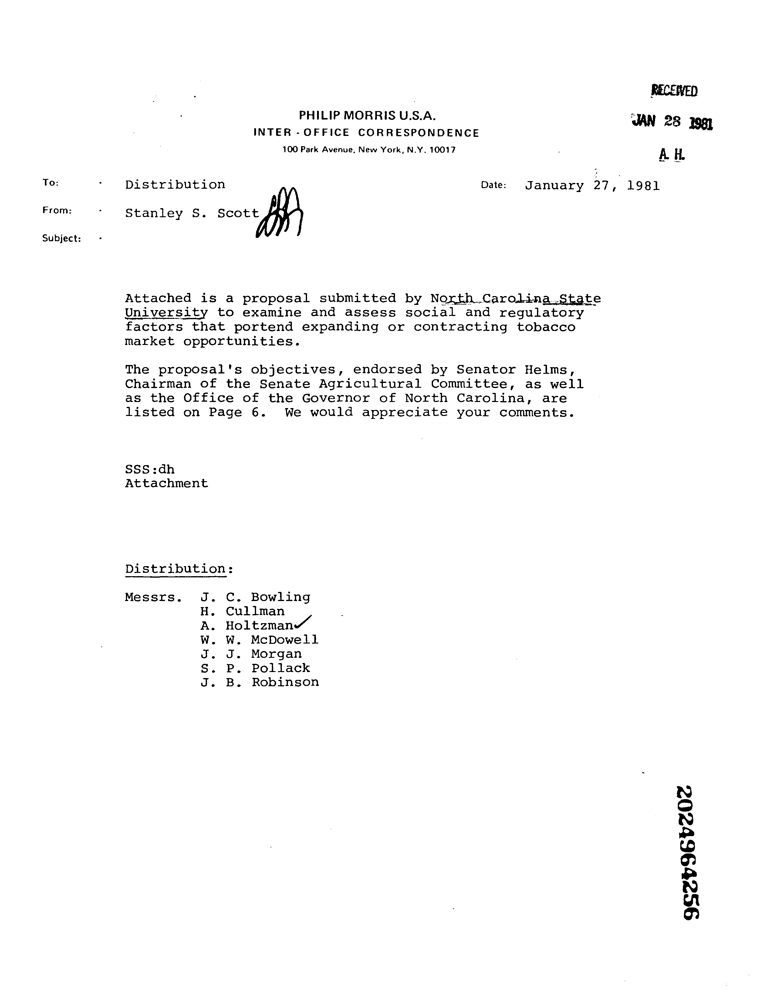 RECEIVED
JAN 28 1981
A. H.
PHILIP MORRIS U.S.A.
INTER - OFFICE CORRESPONDENCE
100 Park Avenue, New York, N.Y. 10017
To: Distribution Date: January 27, 1981
From: Stanley S. Scott
Subject:
Attached is a proposal submitted by North Carolina State
University to examine and assess social and regulatory
factors that portend expanding or contracting tobacco
market opportunities.
The proposal's objectives, endorsed by Senator Helms,
Chairman of the Senate Agricultural Committee, as well
as the Office of the Governor of North Carolina, are
listed on Page 6. We would appreciate your comments.
SSS:dh
Attachment
Distribution:
Messrs. J. C. Bowling
H. Cullman
A. Holtzman
W. W. McDowell
J. J. Morgan
S. P. Pollack
J. B. Robinson
2024964256